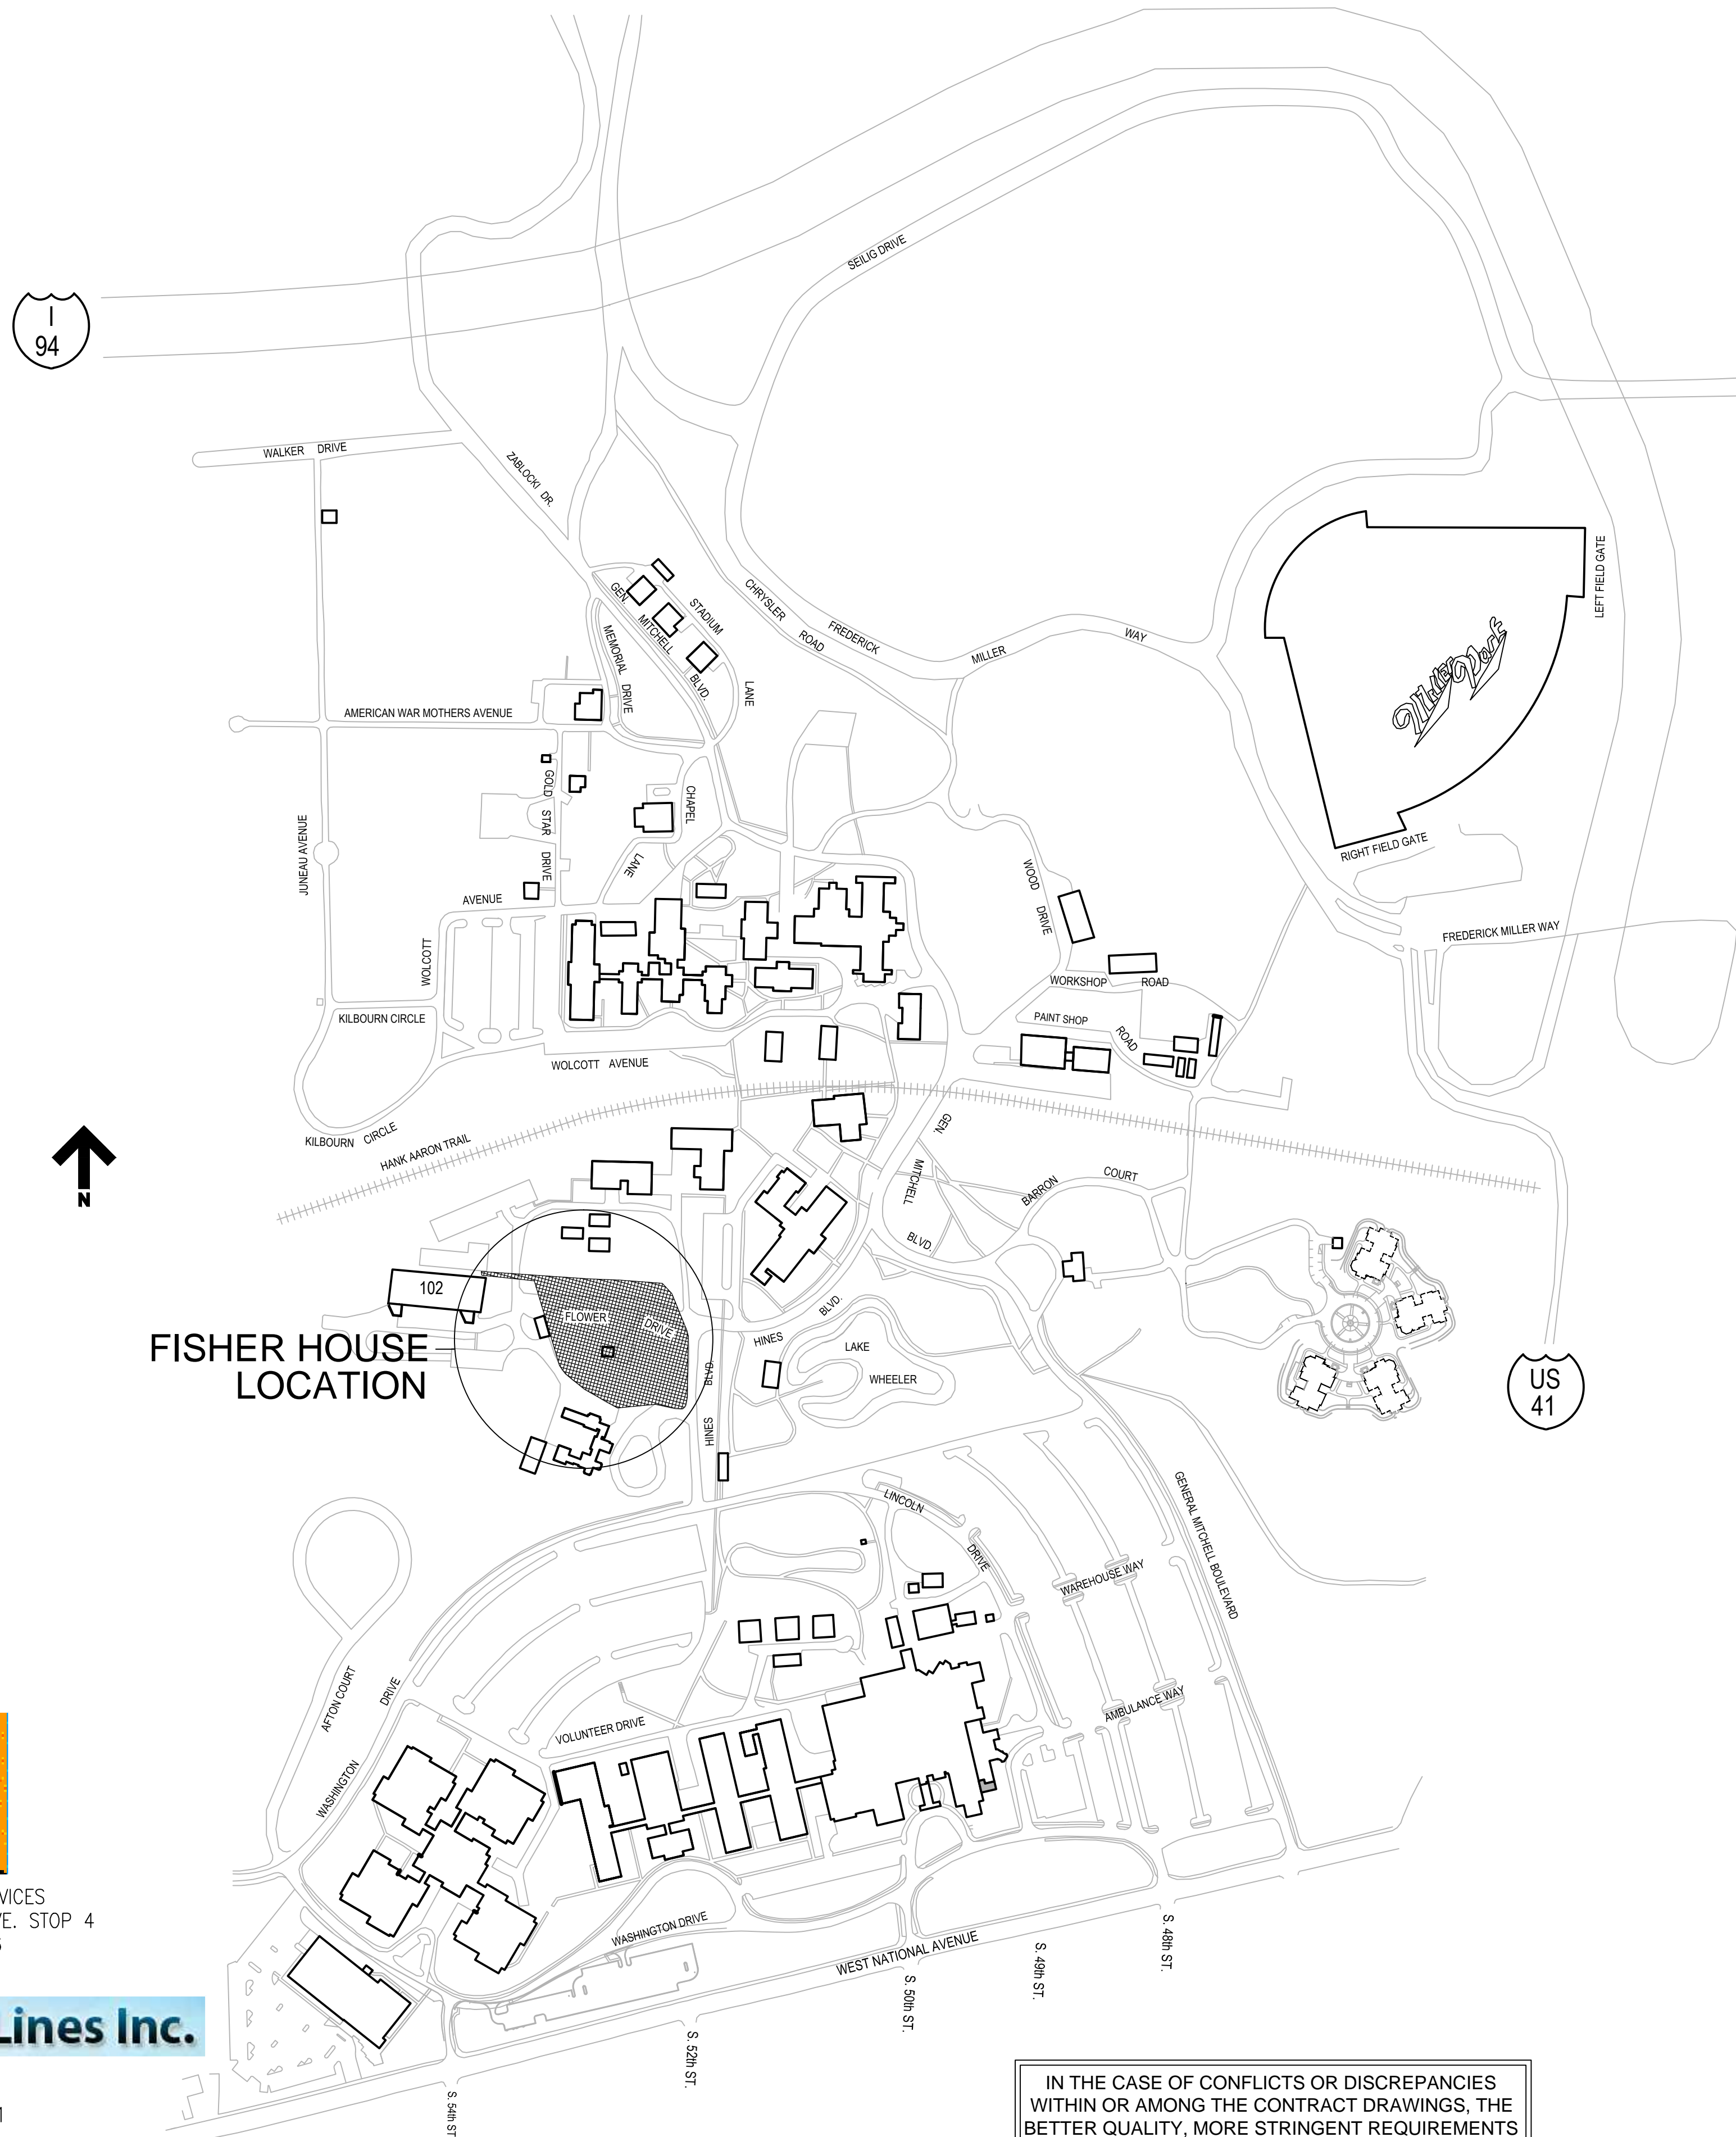 I
94
SEILIG DRIVE
WALKER DRIVE
ZABLOCKI DR.
GEN. MITCHELL BLVD.
STADIUM LANE
MEMORIAL DRIVE
CHRYSLER ROAD
FREDERICK MILLER WAY
LEFT FIELD GATE
Miller Park
RIGHT FIELD GATE
AMERICAN WAR MOTHERS AVENUE
GOLD STAR DRIVE
CHAPEL LANE
JUNEAU AVENUE
WOLCOTT AVENUE
WOOD DRIVE
FREDERICK MILLER WAY
WORKSHOP ROAD
PAINT SHOP ROAD
KILBOURN CIRCLE
WOLCOTT AVENUE
KILBOURN CIRCLE
HANK AARON TRAIL
N
GEN. MITCHELL BLVD.
BARRON COURT
102
FLOWER DRIVE
FISHER HOUSE
LOCATION
HINES BLVD.
HINES BLVD.
LAKE
WHEELER
US
41
LINCOLN DRIVE
WAREHOUSE WAY
GENERAL MITCHELL BOULEVARD
AMBULANCE WAY
AFTON COURT
WASHINGTON DRIVE
VOLUNTEER DRIVE
WASHINGTON DRIVE
WEST NATIONAL AVENUE
S. 48th ST.
S. 49th ST.
S. 50th ST.
S. 52th ST.
S. 54th ST
VICES
VE. STOP 4
Lines Inc.
IN THE CASE OF CONFLICTS OR DISCREPANCIES
WITHIN OR AMONG THE CONTRACT DRAWINGS, THE
BETTER QUALITY, MORE STRINGENT REQUIREMENTS